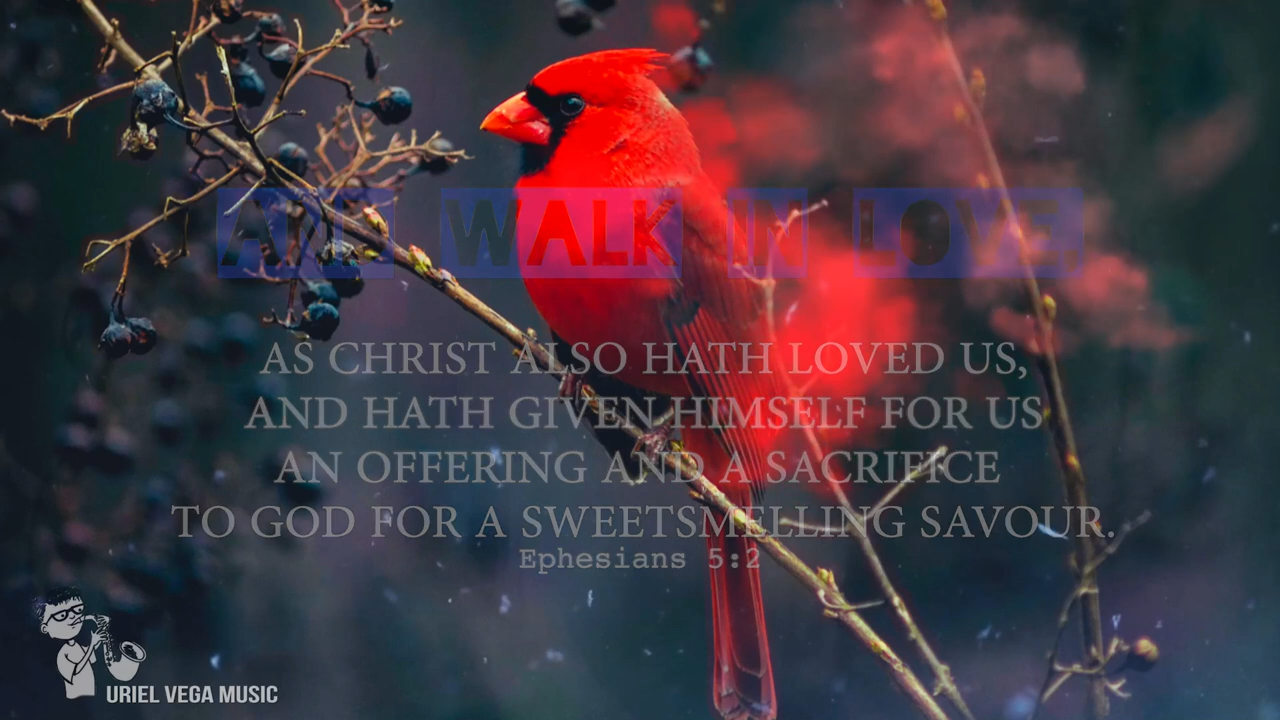 AND WALK IN LOVE,
AS CHRIST ALSO HATH LOVED US,
AND HATH GIVEN HIMSELF FOR US
AN OFFERING AND A SACRIFICE
TO GOD FOR A SWEETSMELLING SAVOUR.
Ephesians 5:2
URIEL VEGA MUSIC